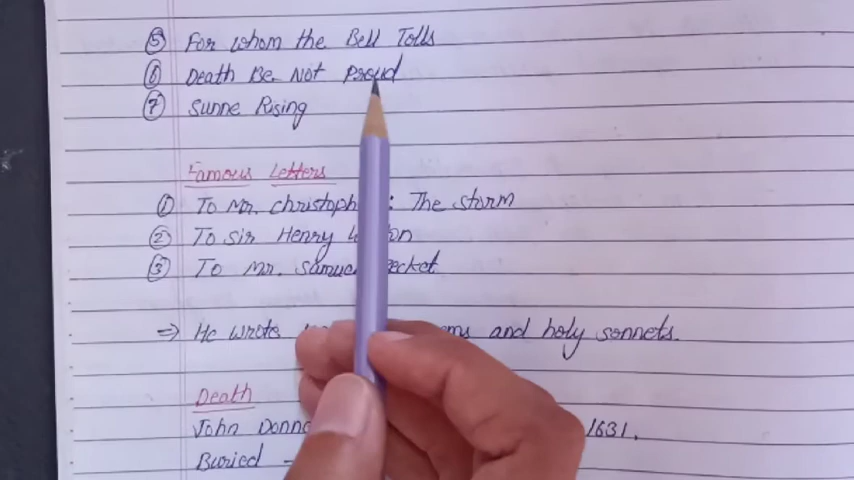 ⑤ For whom the Bell Tolls
⑥ Death Be Not Proud
⑦ Sunne Rising
Famous Letters
① To Mr. Christoph : The storm
② To Sir Henry on
③ To Mr. Samue ecket
⇒ He wrote ems and holy sonnets.
Death
John Donne 1631.
Buried -